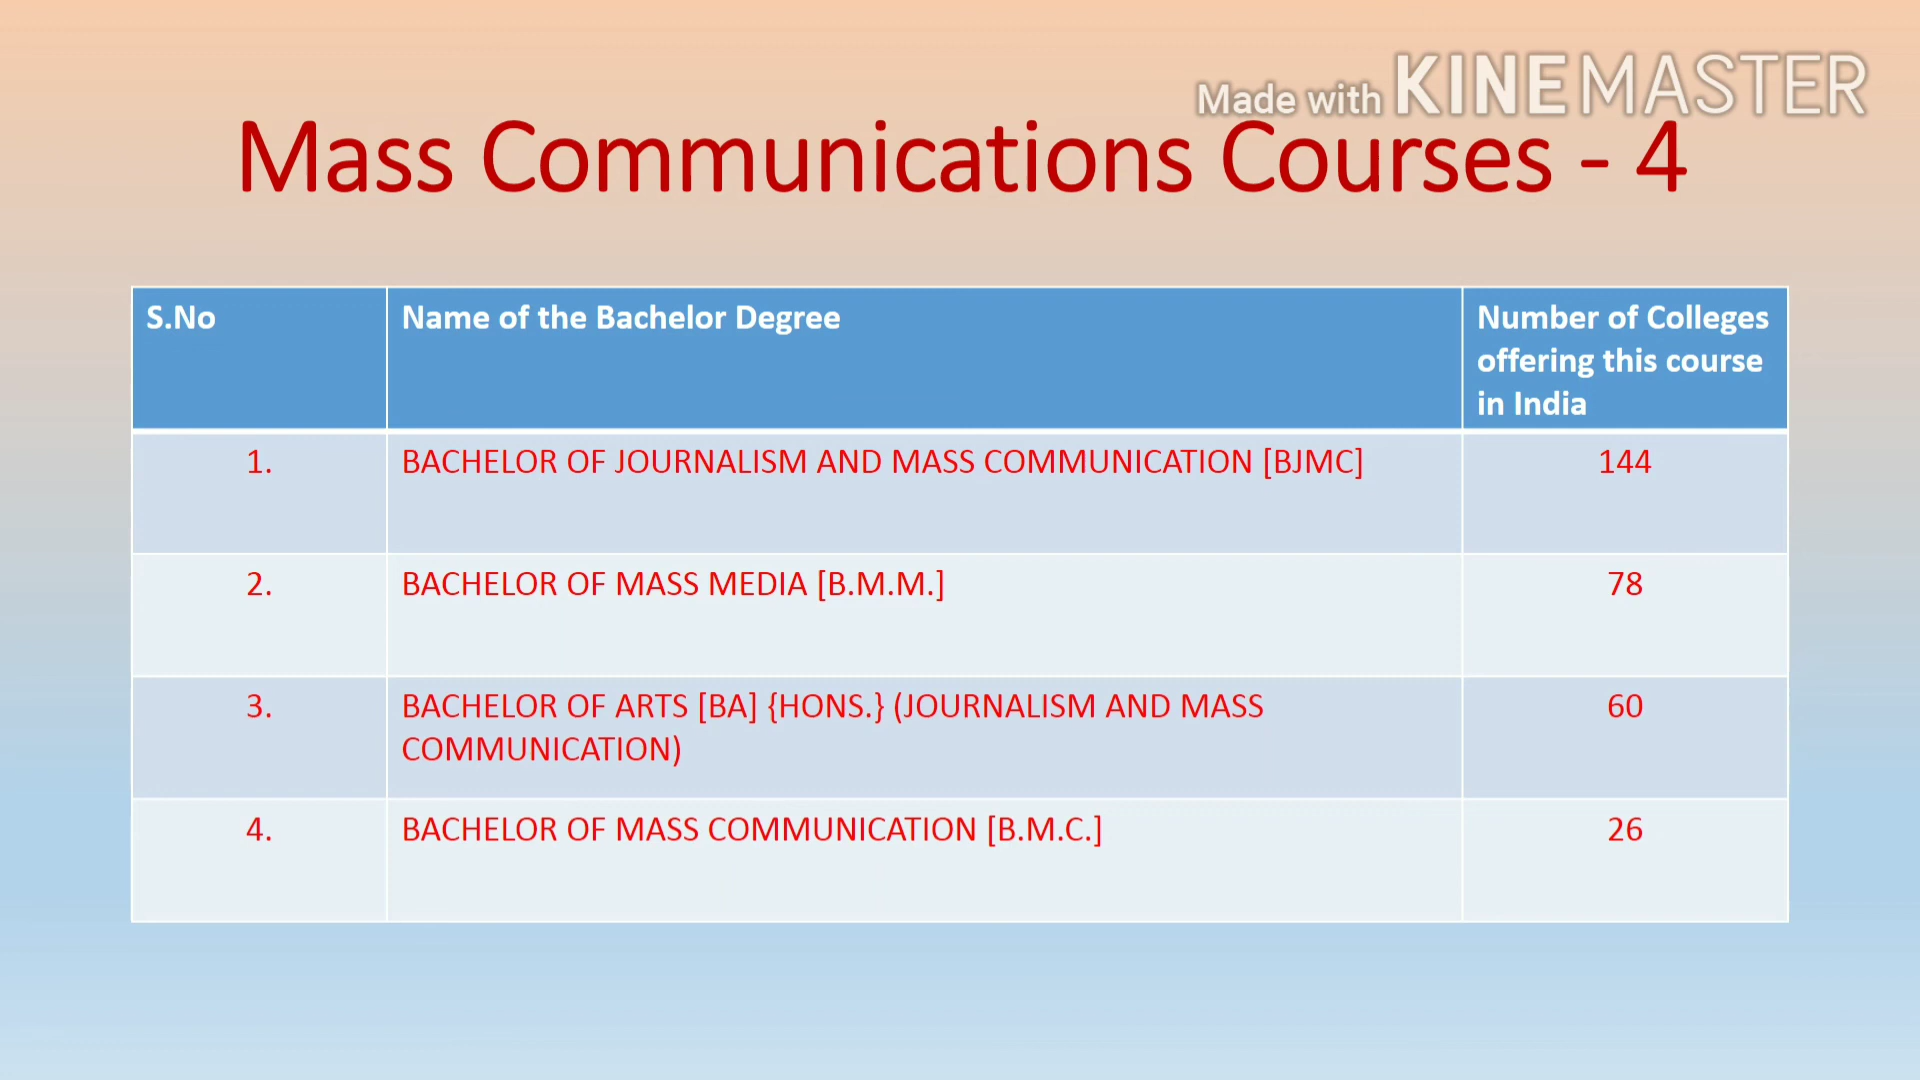 Made with KINEMASTER
Mass Communications Courses - 4
S.No
Name of the Bachelor Degree
Number of Colleges
offering this course
in India
1.
BACHELOR OF JOURNALISM AND MASS COMMUNICATION [BJMC]
144
2.
BACHELOR OF MASS MEDIA [B.M.M.]
78
3.
BACHELOR OF ARTS [BA] {HONS.} (JOURNALISM AND MASS
COMMUNICATION)
60
4.
BACHELOR OF MASS COMMUNICATION [B.M.C.]
26